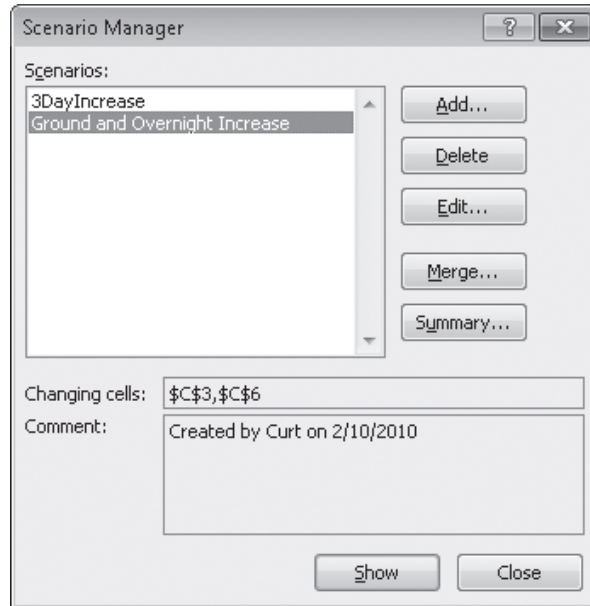 Scenario Manager
Scenarios:
3DayIncrease
Ground and Overnight Increase
Add...
Delete
Edit...
Merge...
Summary...
Changing cells: $C$3,$C$6
Comment: Created by Curt on 2/10/2010
Show Close